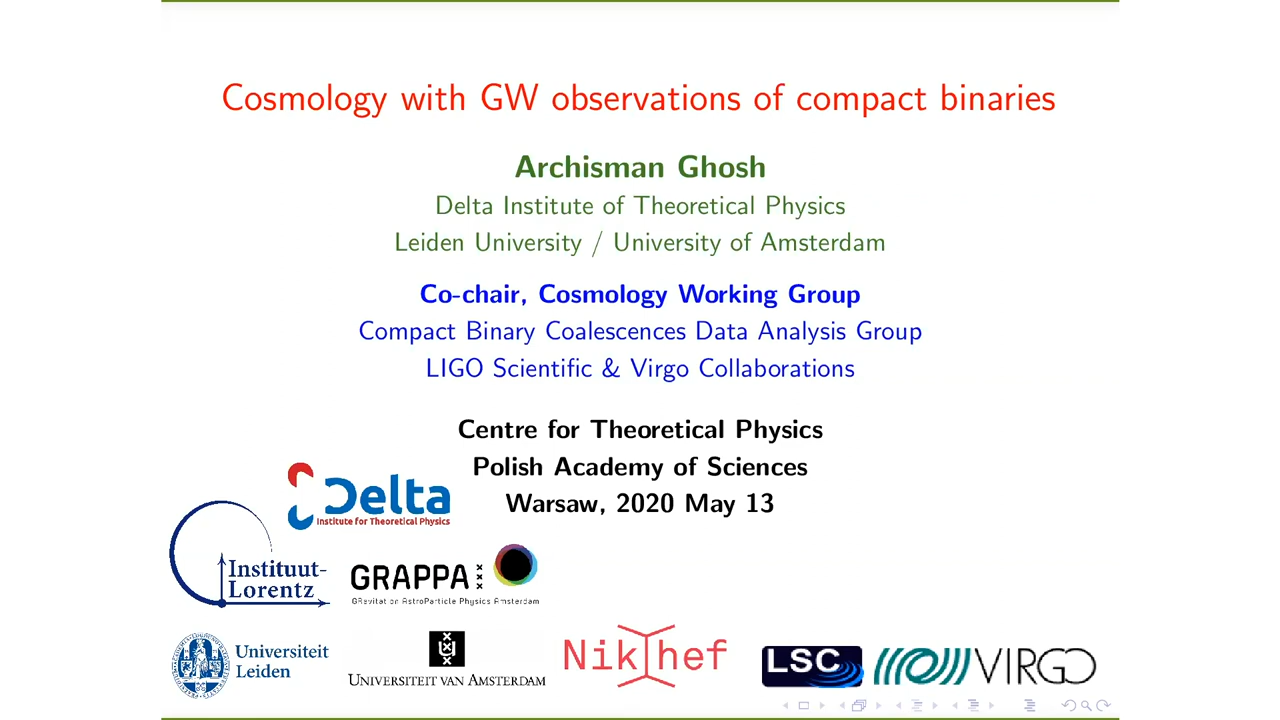 Cosmology with GW observations of compact binaries
Archisman Ghosh
Delta Institute of Theoretical Physics
Leiden University / University of Amsterdam
Co-chair, Cosmology Working Group
Compact Binary Coalescences Data Analysis Group
LIGO Scientific & Virgo Collaborations
Centre for Theoretical Physics
Polish Academy of Sciences
Warsaw, 2020 May 13
Delta
Institute for Theoretical Physics
Instituut-
Lorentz
GRAPPA
GRavitation AstroParticle Physics Amsterdam
Universiteit
Leiden
UNIVERSITEIT VAN AMSTERDAM
Nikhef
LSC
VIRGO